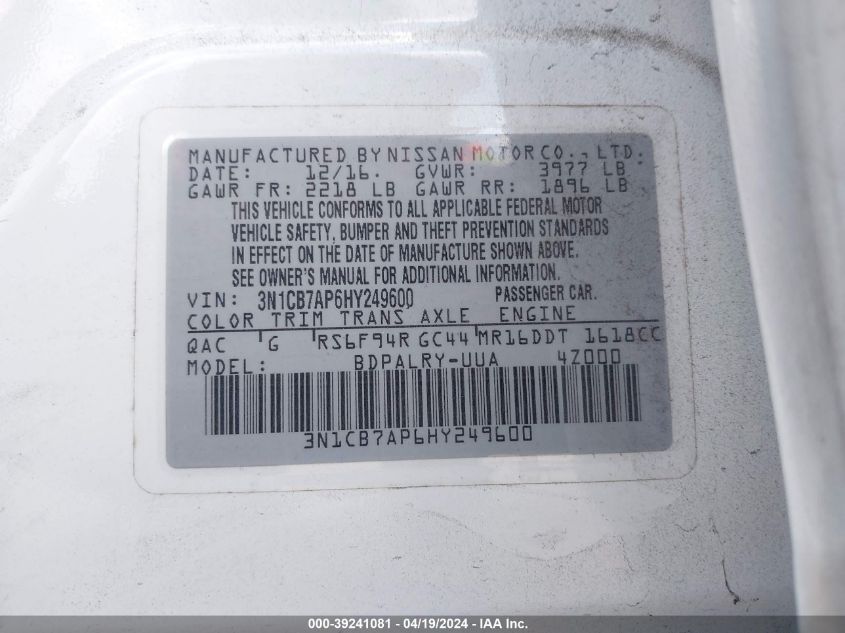 MANUFACTURED BY NISSAN MOTOR CO., LTD.
DATE: 12/16. GVWR: 3977 LB
GAWR FR: 2218 LB GAWR RR: 1896 LB
THIS VEHICLE CONFORMS TO ALL APPLICABLE FEDERAL MOTOR
VEHICLE SAFETY, BUMPER AND THEFT PREVENTION STANDARDS
IN EFFECT ON THE DATE OF MANUFACTURE SHOWN ABOVE.
SEE OWNER'S MANUAL FOR ADDITIONAL INFORMATION.
VIN: 3N1CB7AP6HY249600 PASSENGER CAR.
COLOR TRIM TRANS AXLE ENGINE
QAC G RS6F94R GC44 MR16DDT 1618CC
MODEL: BDPALRY-UUA 4Z000
3N1CB7AP6HY249600
000-39241081 - 04/19/2024 - IAA Inc.